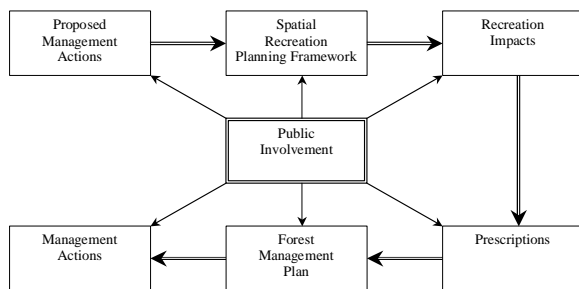 Proposed
Management
Actions
Spatial
Recreation
Planning Framework
Recreation
Impacts
Public
Involvement
Management
Actions
Forest
Management
Plan
Prescriptions